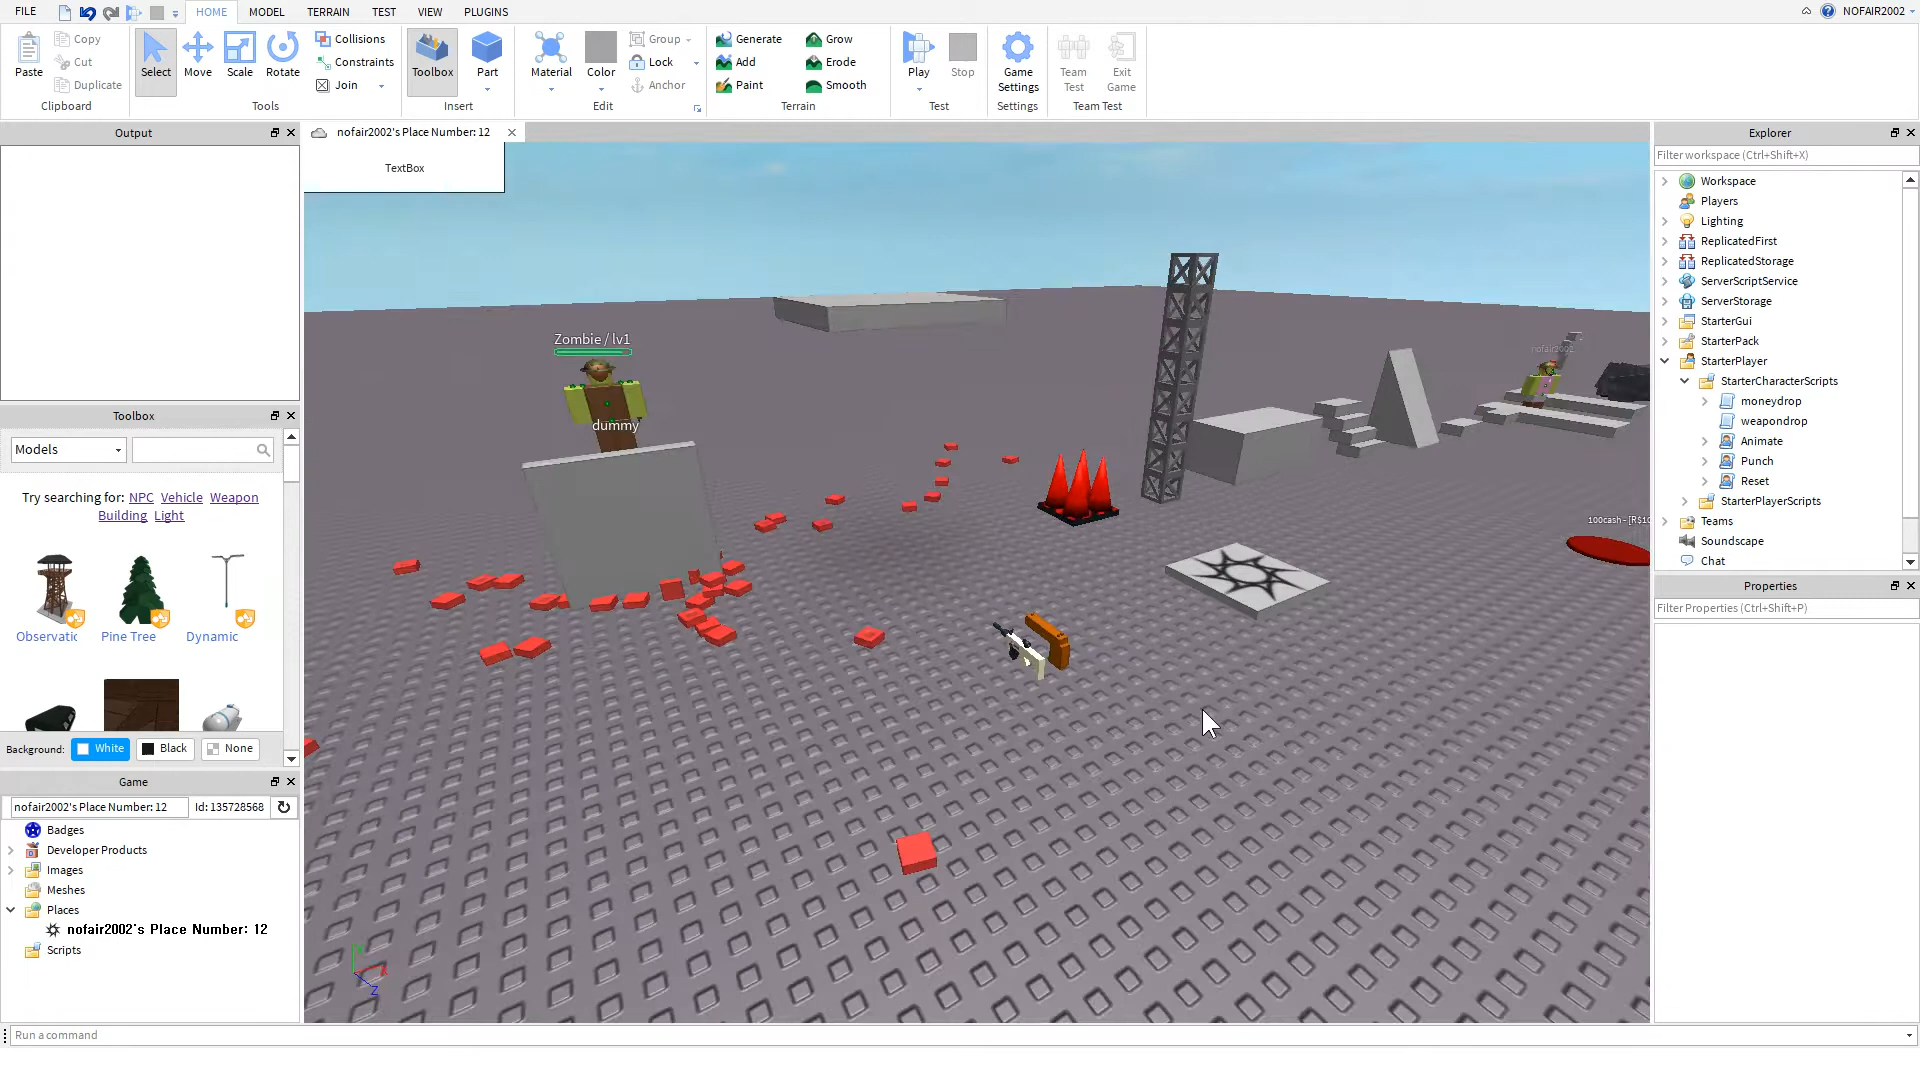 FILE
HOME
MODEL
TERRAIN
TEST
VIEW
PLUGINS
NOFAIR2002
Paste
Copy
Cut
Duplicate
Clipboard
Select
Move
Scale
Rotate
Collisions
Constraints
Join
Tools
Toolbox
Part
Insert
Material
Color
Group
Lock
Anchor
Edit
Generate
Add
Paint
Grow
Erode
Smooth
Terrain
Play
Stop
Test
Game
Settings
Settings
Team
Test
Exit
Game
Team Test
Output
nofair2002's Place Number: 12
TextBox
Zombie / lv1
dummy
nofair2002
Toolbox
Models
Try searching for: NPC Vehicle Weapon
Building Light
Observatic
Pine Tree
Dynamic
Background:
White
Black
None
Game
nofair2002's Place Number: 12
Id: 135728568
Badges
Developer Products
Images
Meshes
Places
nofair2002's Place Number: 12
Scripts
Run a command
Explorer
Filter workspace (Ctrl+Shift+X)
Workspace
Players
Lighting
ReplicatedFirst
ReplicatedStorage
ServerScriptService
ServerStorage
StarterGui
StarterPack
StarterPlayer
StarterCharacterScripts
moneydrop
weapondrop
Animate
Punch
Reset
StarterPlayerScripts
Teams
Soundscape
Chat
Properties
Filter Properties (Ctrl+Shift+P)
100cash- [R$10
Y
Z